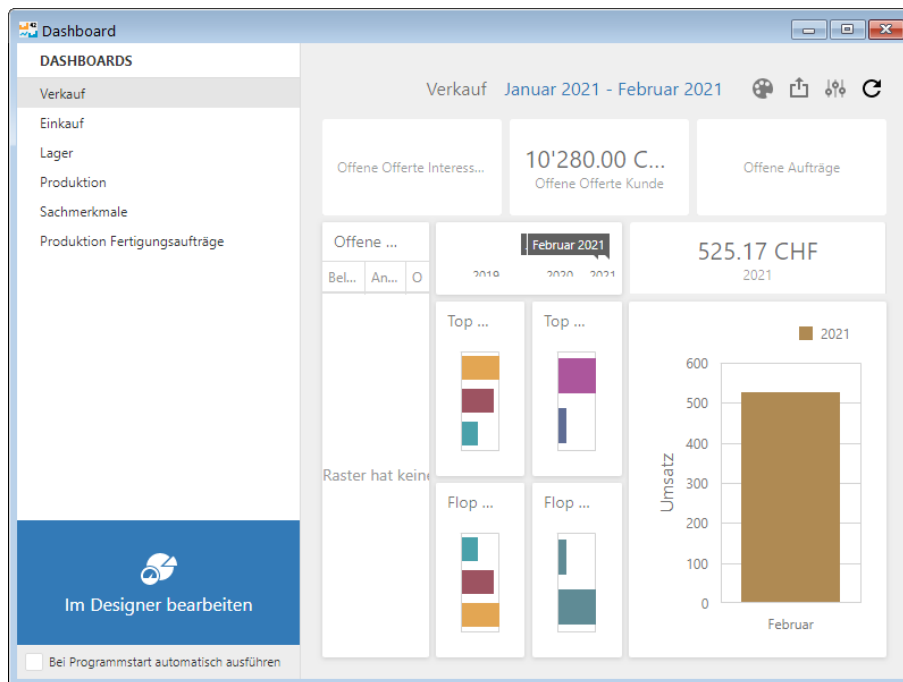 Dashboard
DASHBOARDS
Verkauf
Einkauf
Lager
Produktion
Sachmerkmale
Produktion Fertigungsaufträge
Im Designer bearbeiten
Bei Programmstart automatisch ausführen
Verkauf Januar 2021 - Februar 2021
Offene Offerte Interess...
10'280.00 C...
Offene Offerte Kunde
Offene Aufträge
Offene ...
Bel... An... O
Raster hat keine
Februar 2021
2019 2020 2021
525.17 CHF
2021
Top ...
Top ...
Flop ...
Flop ...
2021
600
500
400
300
200
100
0
Umsatz
Februar